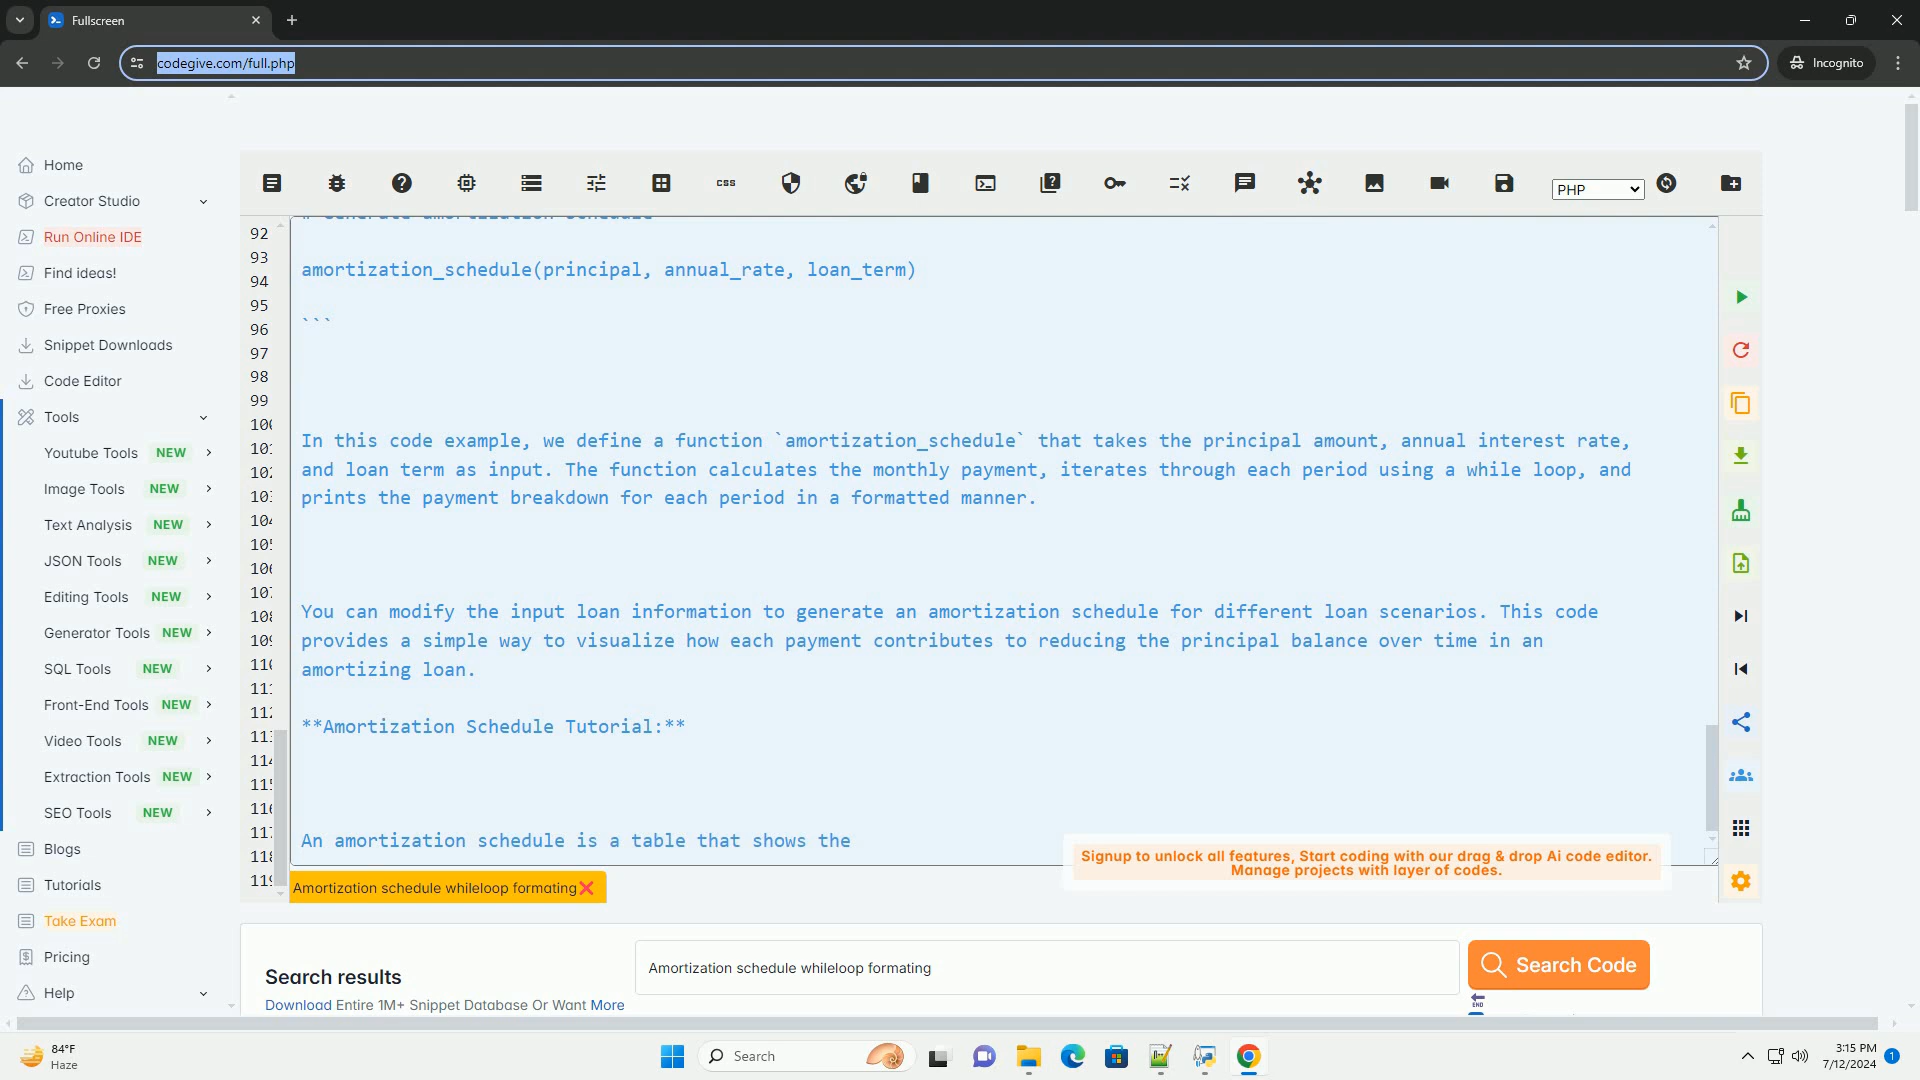 Fullscreen
codegive.com/full.php
Incognito
Home
Creator Studio
Run Online IDE
Find ideas!
Free Proxies
Snippet Downloads
Code Editor
Tools
Youtube Tools NEW
Image Tools NEW
Text Analysis NEW
JSON Tools NEW
Editing Tools NEW
Generator Tools NEW
SQL Tools NEW
Front-End Tools NEW
Video Tools NEW
Extraction Tools NEW
SEO Tools NEW
Blogs
Tutorials
Take Exam
Pricing
Help
css
PHP
92
93
94
95
96
97
98
99
amortization_schedule(principal, annual_rate, loan_term)
```
In this code example, we define a function `amortization_schedule` that takes the principal amount, annual interest rate,
and loan term as input. The function calculates the monthly payment, iterates through each period using a while loop, and
prints the payment breakdown for each period in a formatted manner.
You can modify the input loan information to generate an amortization schedule for different loan scenarios. This code
provides a simple way to visualize how each payment contributes to reducing the principal balance over time in an
amortizing loan.
**Amortization Schedule Tutorial:**
An amortization schedule is a table that shows the
Signup to unlock all features, Start coding with our drag & drop Ai code editor.
Manage projects with layer of codes.
Amortization schedule whileloop formating
Search results
Amortization schedule whileloop formating
Search Code
Download Entire 1M+ Snippet Database Or Want More
END
84°F
Haze
Search
3:15 PM
7/12/2024
1